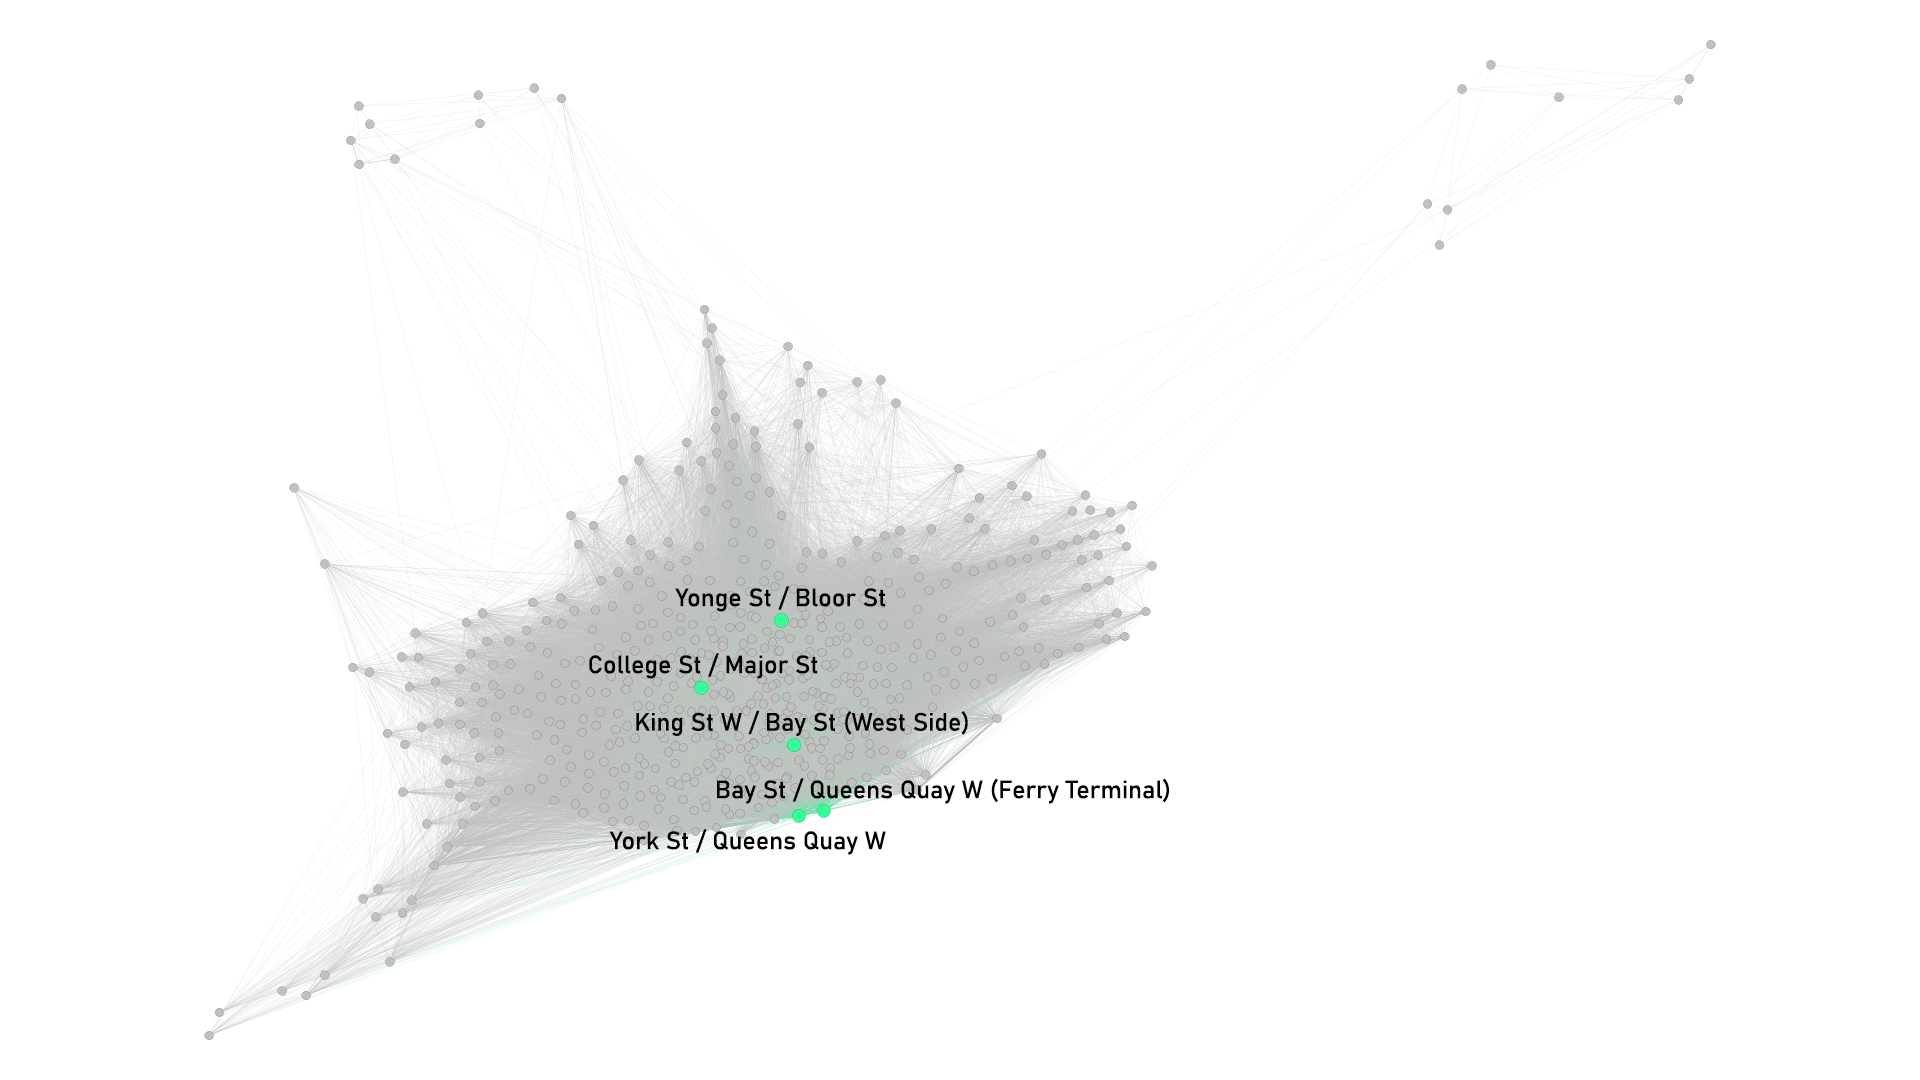 Yonge St / Bloor St
College St / Major St
King St W / Bay St (West Side)
Bay St / Queens Quay W (Ferry Terminal)
York St / Queens Quay W